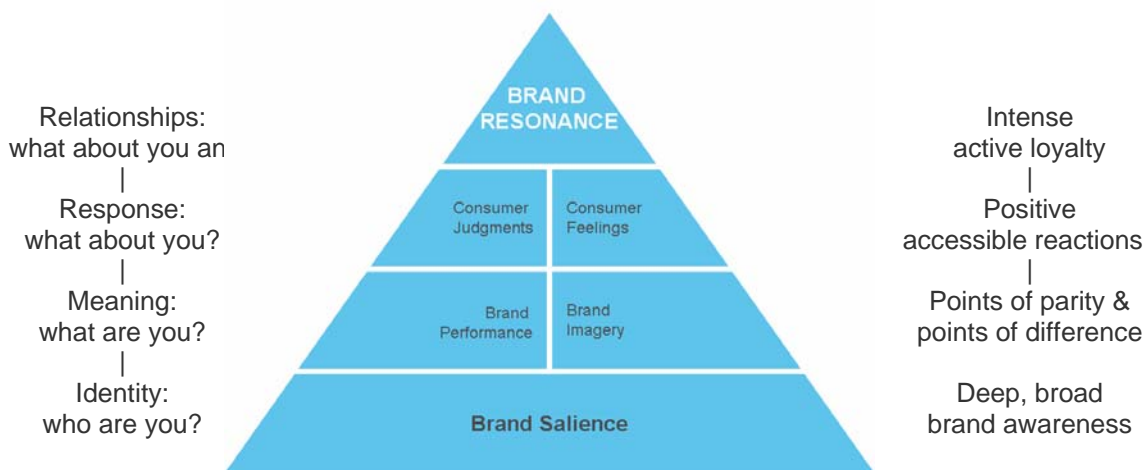 Relationships:
what about you an
|
Response:
what about you?
|
Meaning:
what are you?
|
Identity:
who are you?
BRAND
RESONANCE
Consumer
Judgments
Consumer
Feelings
Brand
Performance
Brand
Imagery
Brand Salience
Intense
active loyalty
|
Positive
accessible reactions
|
Points of parity &
points of difference
Deep, broad
brand awareness